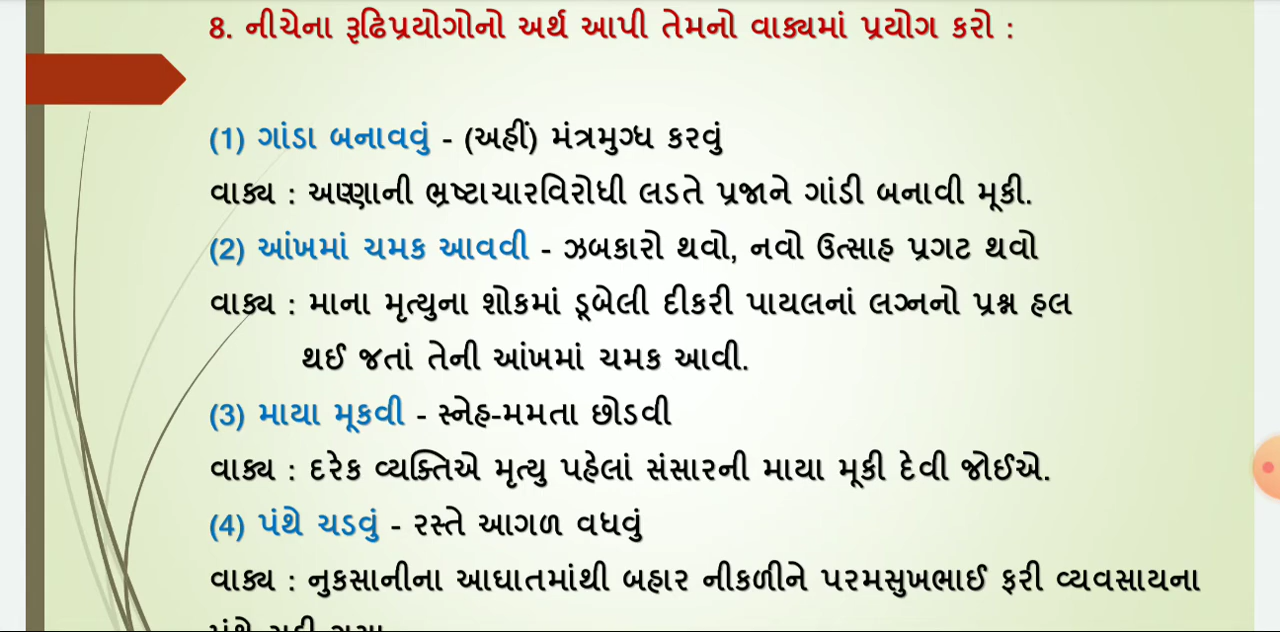 8. નીચેના રૂઢિપ્રયોગોનો અર્થ આપી તેમનો વાક્યમાં પ્રયોગ કરો :
(1) ગાંડા બનાવવું - (અહીં) મંત્રમુગ્ધ કરવું
વાક્ય : અણ્ણાની ભ્રષ્ટાચારવિરોધી લડતે પ્રજાને ગાંડી બનાવી મૂકી.
(2) આંખમાં ચમક આવવી - ઝબકારો થવો, નવો ઉત્સાહ પ્રગટ થવો
વાક્ય : માના મૃત્યુના શોકમાં ડૂબેલી દીકરી પાયલનાં લગ્નનો પ્રશ્ન હલ
થઈ જતાં તેની આંખમાં ચમક આવી.
(3) માયા મૂકવી - સ્નેહ-મમતા છોડવી
વાક્ય : દરેક વ્યક્તિએ મૃત્યુ પહેલાં સંસારની માયા મૂકી દેવી જોઈએ.
(4) પંથે ચડવું - રસ્તે આગળ વધવું
વાક્ય : નુકસાનીના આઘાતમાંથી બહાર નીકળીને પરમસુખભાઈ ફરી વ્યવસાયના